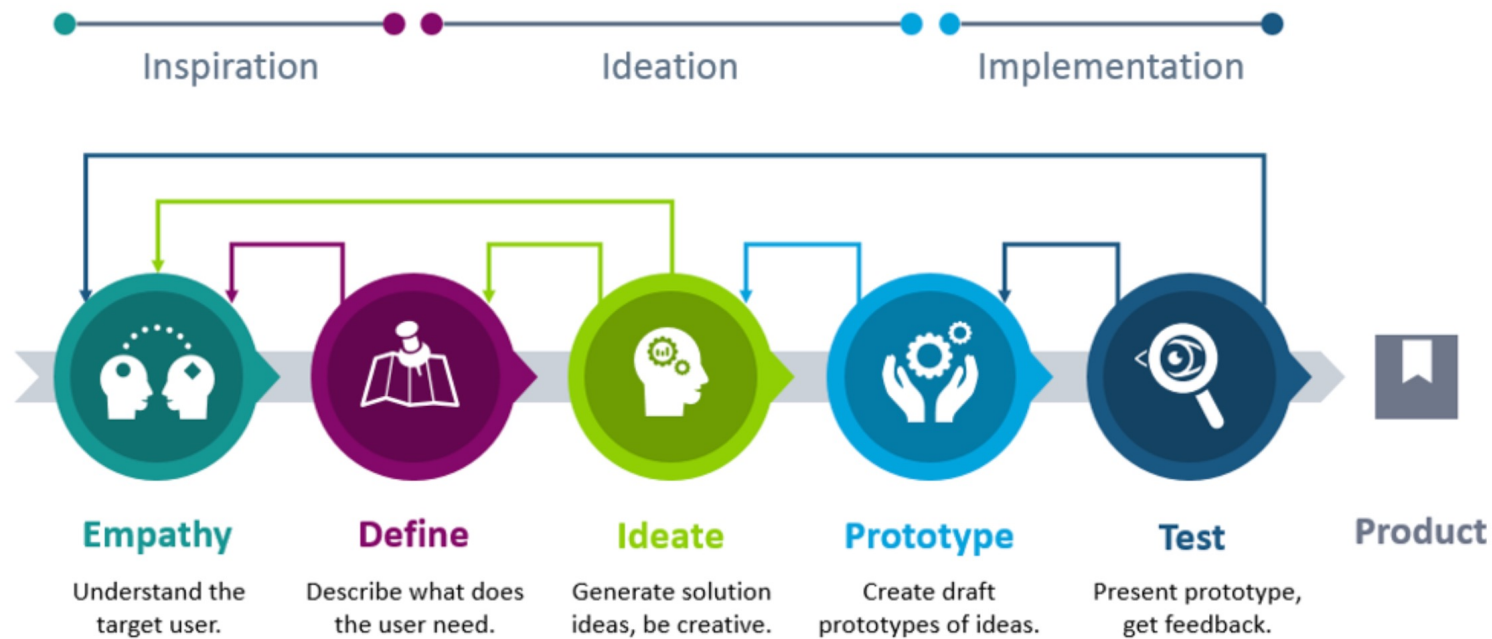 Inspiration
Ideation
Implementation
Empathy
Understand the
target user.
Define
Describe what does
the user need.
Ideate
Generate solution
ideas, be creative.
Prototype
Create draft
prototypes of ideas.
Test
Present prototype,
get feedback.
Product